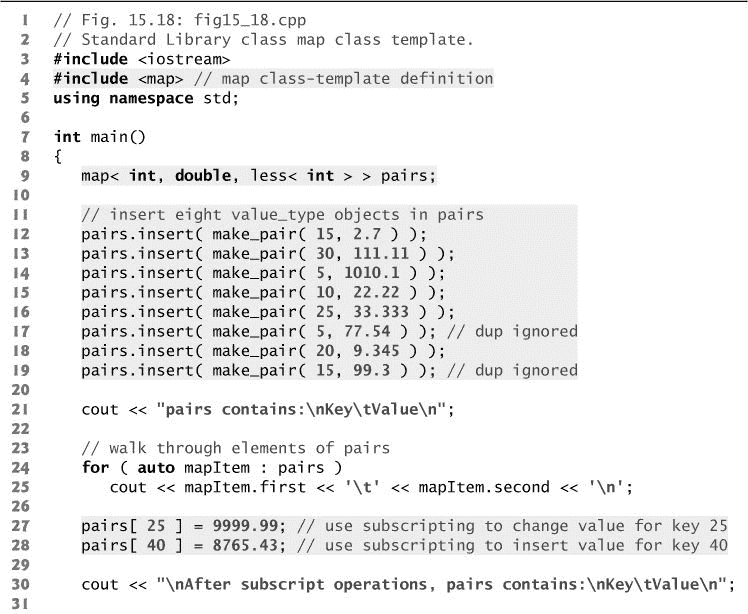 1 // Fig. 15.18: fig15_18.cpp
2 // Standard Library class map class template.
3 #include <iostream>
4 #include <map> // map class-template definition
5 using namespace std;
6
7 int main()
8 {
9 map< int, double, less< int > > pairs;
10
11 // insert eight value_type objects in pairs
12 pairs.insert( make_pair( 15, 2.7 ) );
13 pairs.insert( make_pair( 30, 111.11 ) );
14 pairs.insert( make_pair( 5, 1010.1 ) );
15 pairs.insert( make_pair( 10, 22.22 ) );
16 pairs.insert( make_pair( 25, 33.333 ) );
17 pairs.insert( make_pair( 5, 77.54 ) ); // dup ignored
18 pairs.insert( make_pair( 20, 9.345 ) );
19 pairs.insert( make_pair( 15, 99.3 ) ); // dup ignored
20
21 cout << "pairs contains:\nKey\tValue\n";
22
23 // walk through elements of pairs
24 for ( auto mapItem : pairs )
25 cout << mapItem.first << '\t' << mapItem.second << '\n';
26
27 pairs[ 25 ] = 9999.99; // use subscripting to change value for key 25
28 pairs[ 40 ] = 8765.43; // use subscripting to insert value for key 40
29
30 cout << "\nAfter subscript operations, pairs contains:\nKey\tValue\n";
31